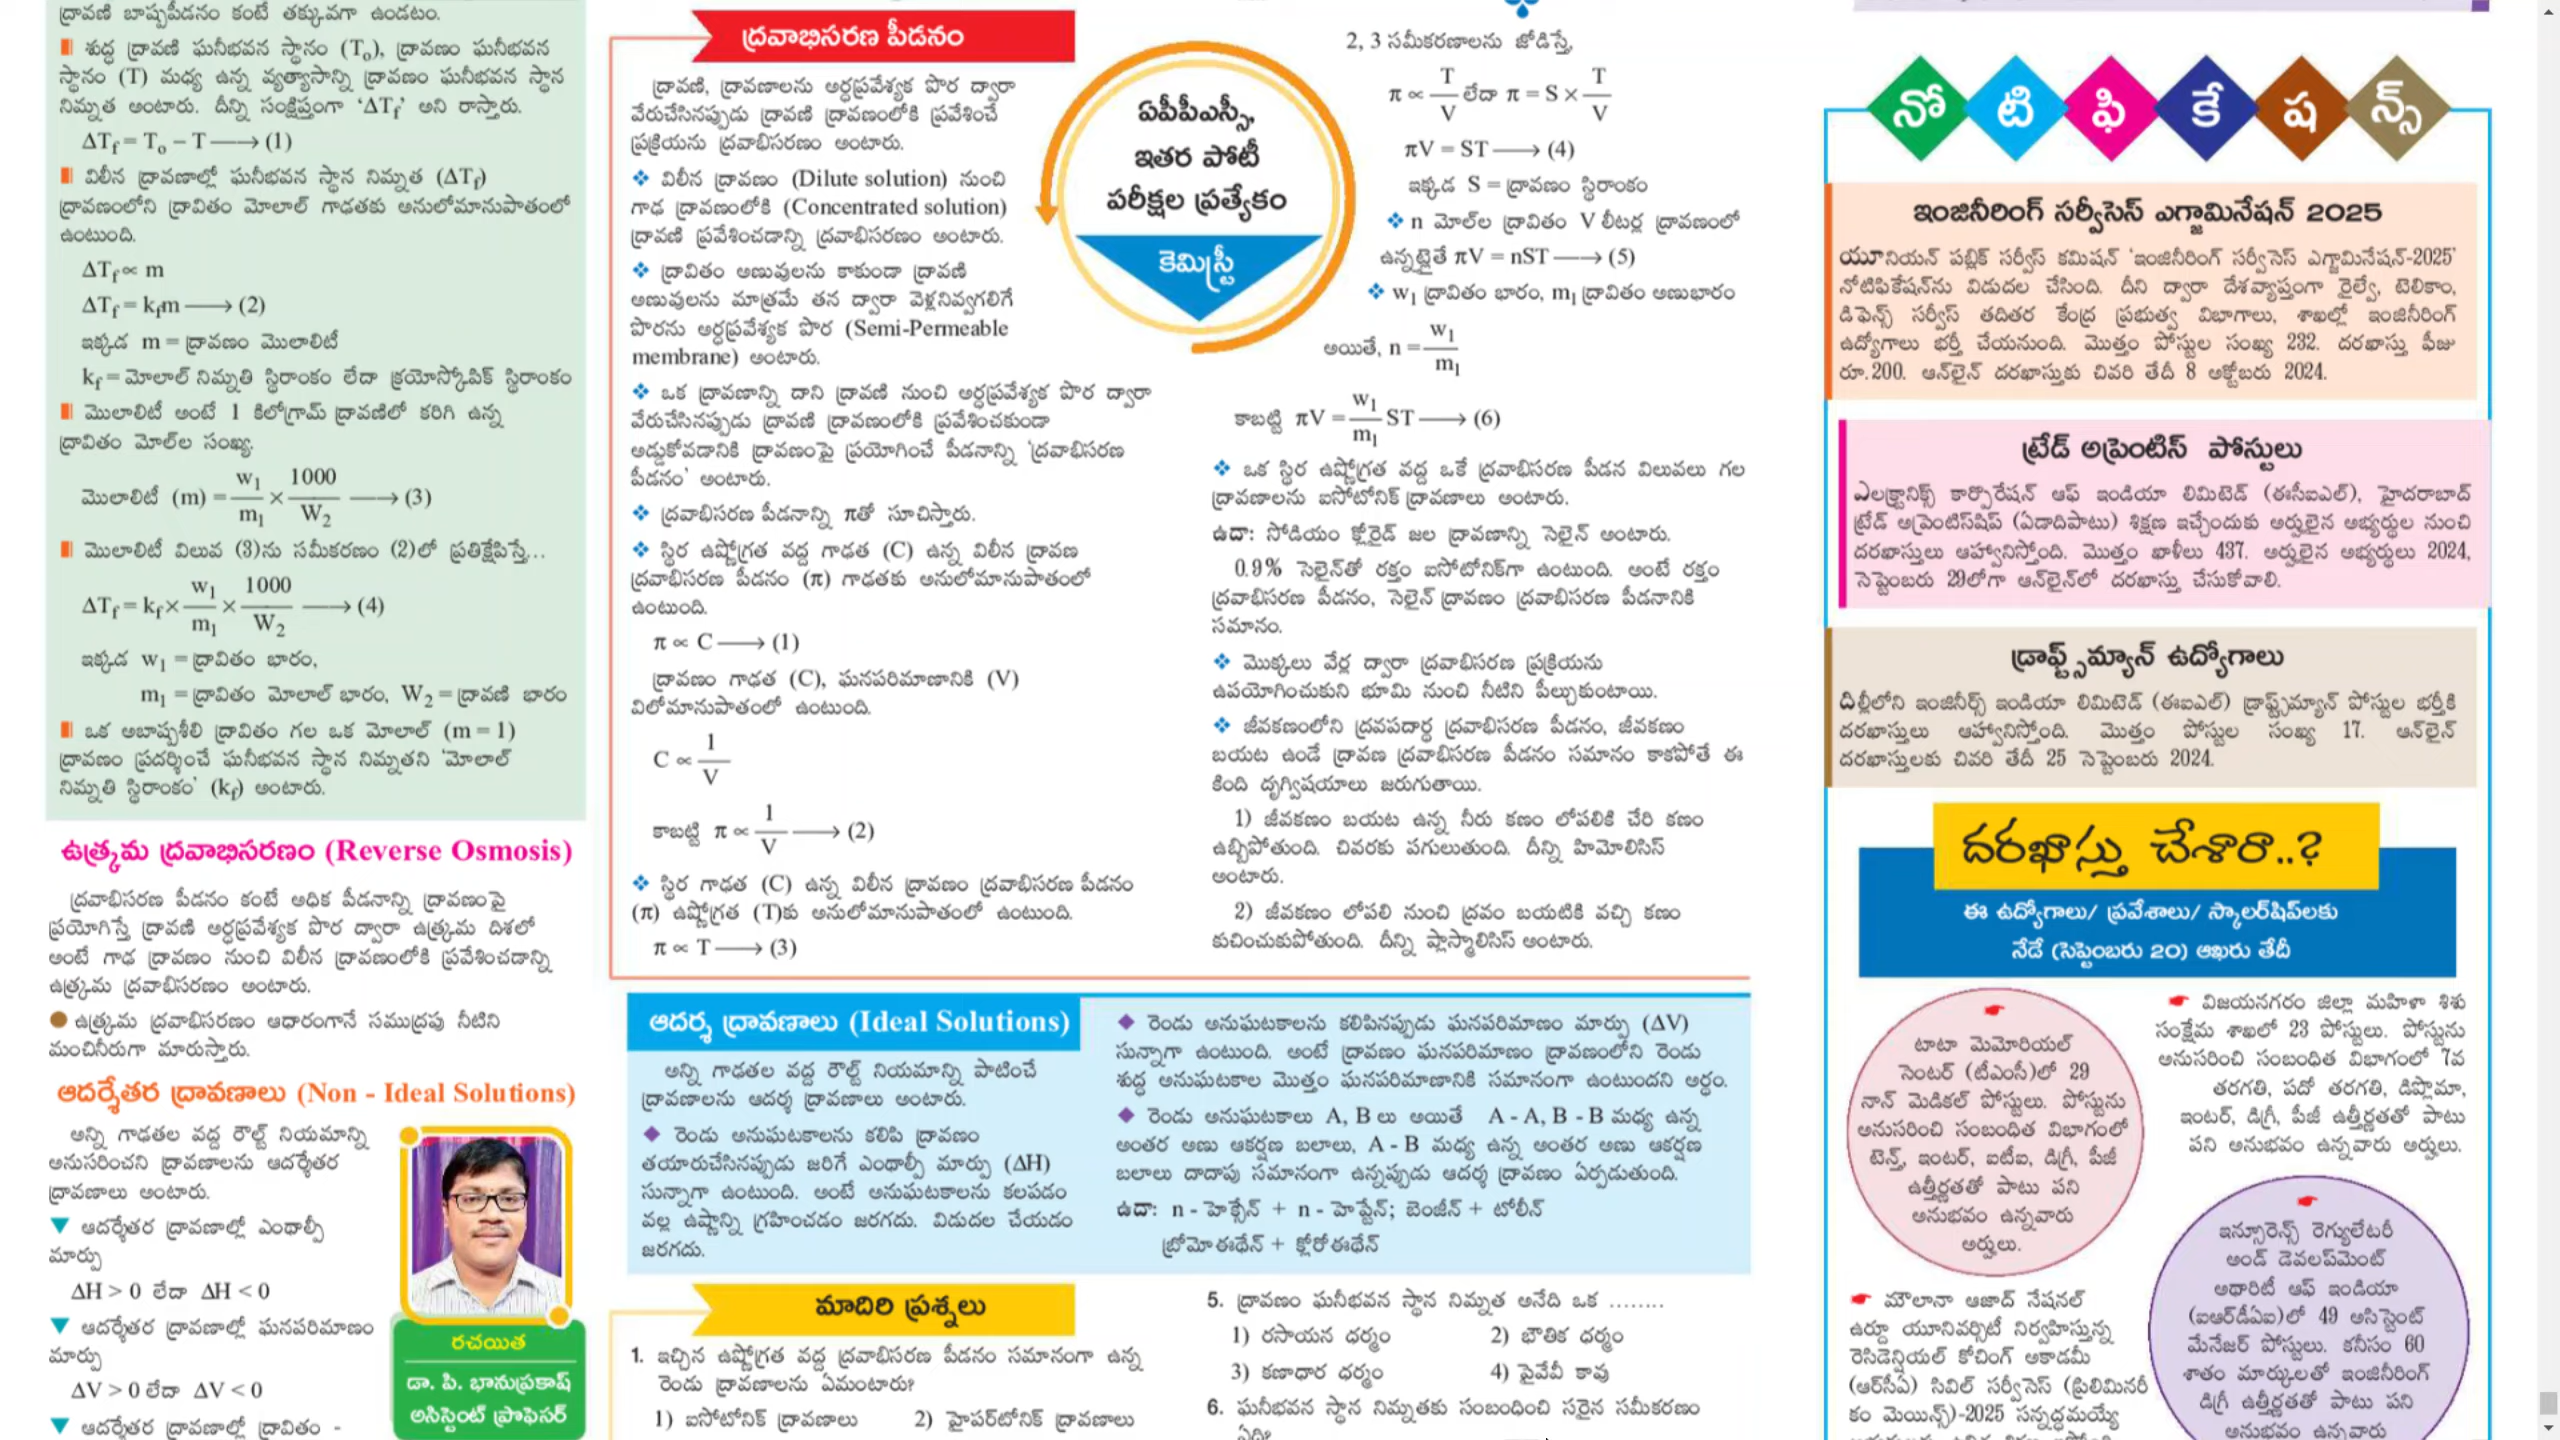 ద్రావణి బాష్పపీడనం కంటే తక్కువగా ఉండటం.
శుద్ధ ద్రావణి ఘనీభవన స్థానం (To), ద్రావణం ఘనీభవన
స్థానం (T) మధ్య ఉన్న వ్యత్యాసాన్ని ద్రావణం ఘనీభవన స్థాన
నిమ్నత అంటారు. దీన్ని సంక్షిప్తంగా ‘ΔTf’ అని రాస్తారు.
ΔTf = To – T ⟶ (1)
విలీన ద్రావణాల్లో ఘనీభవన స్థాన నిమ్నత (ΔTf)
ద్రావణంలోని ద్రావితం మోలాల్ గాఢతకు అనులోమానుపాతంలో
ఉంటుంది.
ΔTf ∝ m
ΔTf = kfm ⟶ (2)
ఇక్కడ m = ద్రావణం మొలాలిటీ
kf = మోలాల్ నిమ్నతి స్థిరాంకం లేదా క్రయోస్కోపిక్ స్థిరాంకం
మొలాలిటీ అంటే 1 కిలోగ్రామ్ ద్రావణిలో కరిగి ఉన్న
ద్రావితం మోల్‌ల సంఖ్య.
మొలాలిటీ (m) = w1/m1 × 1000/W2 ⟶ (3)
మొలాలిటీ విలువ (3)ను సమీకరణం (2)లో ప్రతిక్షేపిస్తే...
ΔTf = kf × w1/m1 × 1000/W2 ⟶ (4)
ఇక్కడ w1 = ద్రావితం భారం,
m1 = ద్రావితం మోలాల్ భారం, W2 = ద్రావణి భారం
ఒక అబాష్పశీలి ద్రావితం గల ఒక మోలాల్ (m = 1)
ద్రావణం ప్రదర్శించే ఘనీభవన స్థాన నిమ్నతని ‘మోలాల్
నిమ్నతి స్థిరాంకం’ (kf) అంటారు.
ఉత్క్రమ ద్రవాభిసరణం (Reverse Osmosis)
ద్రవాభిసరణ పీడనం కంటే అధిక పీడనాన్ని ద్రావణంపై
ప్రయోగిస్తే ద్రావణి అర్ధప్రవేశ్యక పొర ద్వారా ఉత్క్రమ దిశలో
అంటే గాఢ ద్రావణం నుంచి విలీన ద్రావణంలోకి ప్రవేశించడాన్ని
ఉత్క్రమ ద్రవాభిసరణం అంటారు.
ఉత్క్రమ ద్రవాభిసరణం ఆధారంగానే సముద్రపు నీటిని
మంచినీరుగా మారుస్తారు.
ఆదర్శేతర ద్రావణాలు (Non - Ideal Solutions)
అన్ని గాఢతల వద్ద రౌల్ట్ నియమాన్ని
అనుసరించని ద్రావణాలను ఆదర్శేతర
ద్రావణాలు అంటారు.
ఆదర్శేతర ద్రావణాల్లో ఎంథాల్పీ
మార్పు
ΔH > 0 లేదా ΔH < 0
ఆదర్శేతర ద్రావణాల్లో ఘనపరిమాణం
మార్పు
ΔV > 0 లేదా ΔV < 0
ఆదర్శేతర ద్రావణాల్లో ద్రావితం -
రచయిత
డా. పి. భానుప్రకాష్
అసిస్టెంట్ ప్రొఫెసర్
ద్రవాభిసరణ పీడనం
ద్రావణి, ద్రావణాలను అర్ధప్రవేశ్యక పొర ద్వారా
వేరుచేసినప్పుడు ద్రావణి ద్రావణంలోకి ప్రవేశించే
ప్రక్రియను ద్రవాభిసరణం అంటారు.
❖ విలీన ద్రావణం (Dilute solution) నుంచి
గాఢ ద్రావణంలోకి (Concentrated solution)
ద్రావణి ప్రవేశించడాన్ని ద్రవాభిసరణం అంటారు.
❖ ద్రావితం అణువులను కాకుండా ద్రావణి
అణువులను మాత్రమే తన ద్వారా వెళ్లనివ్వగలిగే
పొరను అర్ధప్రవేశ్యక పొర (Semi-Permeable
membrane) అంటారు.
❖ ఒక ద్రావణాన్ని దాని ద్రావణి నుంచి అర్ధప్రవేశ్యక పొర ద్వారా
వేరుచేసినప్పుడు ద్రావణి ద్రావణంలోకి ప్రవేశించకుండా
అడ్డుకోవడానికి ద్రావణంపై ప్రయోగించే పీడనాన్ని ‘ద్రవాభిసరణ
పీడనం’ అంటారు.
❖ ద్రవాభిసరణ పీడనాన్ని πతో సూచిస్తారు.
❖ స్థిర ఉష్ణోగ్రత వద్ద గాఢత (C) ఉన్న విలీన ద్రావణ
ద్రవాభిసరణ పీడనం (π) గాఢతకు అనులోమానుపాతంలో
ఉంటుంది.
π ∝ C ⟶ (1)
ద్రావణం గాఢత (C), ఘనపరిమాణానికి (V)
విలోమానుపాతంలో ఉంటుంది.
C ∝ 1/V
కాబట్టి π ∝ 1/V ⟶ (2)
❖ స్థిర గాఢత (C) ఉన్న విలీన ద్రావణం ద్రవాభిసరణ పీడనం
(π) ఉష్ణోగ్రత (T)కు అనులోమానుపాతంలో ఉంటుంది.
π ∝ T ⟶ (3)
ఏపీపీఎస్సీ,
ఇతర పోటీ
పరీక్షల ప్రత్యేకం
కెమిస్ట్రీ
2, 3 సమీకరణాలను జోడిస్తే,
π ∝ T/V లేదా π = S × T/V
πV = ST ⟶ (4)
ఇక్కడ S = ద్రావణం స్థిరాంకం
❖ n మోల్‌ల ద్రావితం V లీటర్ల ద్రావణంలో
ఉన్నట్లైతే πV = nST ⟶ (5)
❖ w1 ద్రావితం భారం, m1 ద్రావితం అణుభారం
అయితే, n = w1/m1
కాబట్టి πV = w1/m1 ST ⟶ (6)
❖ ఒక స్థిర ఉష్ణోగ్రత వద్ద ఒకే ద్రవాభిసరణ పీడన విలువలు గల
ద్రావణాలను ఐసోటోనిక్ ద్రావణాలు అంటారు.
ఉదా: సోడియం క్లోరైడ్ జల ద్రావణాన్ని సెలైన్ అంటారు.
0.9% సెలైన్‌తో రక్తం ఐసోటోనిక్‌గా ఉంటుంది. అంటే రక్తం
ద్రవాభిసరణ పీడనం, సెలైన్ ద్రావణం ద్రవాభిసరణ పీడనానికి
సమానం.
❖ మొక్కలు వేర్ల ద్వారా ద్రవాభిసరణ ప్రక్రియను
ఉపయోగించుకుని భూమి నుంచి నీటిని పీల్చుకుంటాయి.
❖ జీవకణంలోని ద్రవపదార్థ ద్రవాభిసరణ పీడనం, జీవకణం
బయట ఉండే ద్రావణ ద్రవాభిసరణ పీడనం సమానం కాకపోతే ఈ
కింది దృగ్విషయాలు జరుగుతాయి.
1) జీవకణం బయట ఉన్న నీరు కణం లోపలికి చేరి కణం
ఉబ్బిపోతుంది. చివరకు పగులుతుంది. దీన్ని హిమోలిసిస్
అంటారు.
2) జీవకణం లోపలి నుంచి ద్రవం బయటికి వచ్చి కణం
కుచించుకుపోతుంది. దీన్ని ప్లాస్మాలిసిస్ అంటారు.
ఆదర్శ ద్రావణాలు (Ideal Solutions)
అన్ని గాఢతల వద్ద రౌల్ట్ నియమాన్ని పాటించే
ద్రావణాలను ఆదర్శ ద్రావణాలు అంటారు.
◆ రెండు అనుఘటకాలను కలిపి ద్రావణం
తయారుచేసినప్పుడు జరిగే ఎంథాల్పీ మార్పు (ΔH)
సున్నాగా ఉంటుంది. అంటే అనుఘటకాలను కలపడం
వల్ల ఉష్ణాన్ని గ్రహించడం జరగదు. విడుదల చేయడం
జరగదు.
◆ రెండు అనుఘటకాలను కలిపినప్పుడు ఘనపరిమాణం మార్పు (ΔV)
సున్నాగా ఉంటుంది. అంటే ద్రావణం ఘనపరిమాణం ద్రావణంలోని రెండు
శుద్ధ అనుఘటకాల మొత్తం ఘనపరిమాణానికి సమానంగా ఉంటుందని అర్థం.
◆ రెండు అనుఘటకాలు A, B లు అయితే A - A, B - B మధ్య ఉన్న
అంతర అణు ఆకర్షణ బలాలు, A - B మధ్య ఉన్న అంతర అణు ఆకర్షణ
బలాలు దాదాపు సమానంగా ఉన్నప్పుడు ఆదర్శ ద్రావణం ఏర్పడుతుంది.
ఉదా: n - హెక్సేన్ + n - హెప్టేన్; బెంజీన్ + టోలీన్
బ్రోమోఈథేన్ + క్లోరోఈథేన్
మాదిరి ప్రశ్నలు
1. ఇచ్చిన ఉష్ణోగ్రత వద్ద ద్రవాభిసరణ పీడనం సమానంగా ఉన్న
రెండు ద్రావణాలను ఏమంటారు?
1) ఐసోటోనిక్ ద్రావణాలు 2) హైపర్‌టోనిక్ ద్రావణాలు
5. ద్రావణం ఘనీభవన స్థాన నిమ్నత అనేది ఒక ........
1) రసాయన ధర్మం 2) భౌతిక ధర్మం
3) కణాధార ధర్మం 4) పైవేవీ కావు
6. ఘనీభవన స్థాన నిమ్నతకు సంబంధించి సరైన సమీకరణం
ఏది?
నోటిఫికేషన్స్
ఇంజినీరింగ్ సర్వీసెస్ ఎగ్జామినేషన్ 2025
యూనియన్ పబ్లిక్ సర్వీస్ కమిషన్ ‘ఇంజినీరింగ్ సర్వీసెస్ ఎగ్జామినేషన్-2025’
నోటిఫికేషన్‌ను విడుదల చేసింది. దీని ద్వారా దేశవ్యాప్తంగా రైల్వే, టెలికాం,
డిఫెన్స్ సర్వీస్ తదితర కేంద్ర ప్రభుత్వ విభాగాలు, శాఖల్లో ఇంజినీరింగ్
ఉద్యోగాలు భర్తీ చేయనుంది. మొత్తం పోస్టుల సంఖ్య 232. దరఖాస్తు ఫీజు
రూ.200. ఆన్‌లైన్ దరఖాస్తుకు చివరి తేదీ 8 అక్టోబరు 2024.
ట్రేడ్ అప్రెంటిస్ పోస్టులు
ఎలక్ట్రానిక్స్ కార్పొరేషన్ ఆఫ్ ఇండియా లిమిటెడ్ (ఈసీఐఎల్), హైదరాబాద్
ట్రేడ్ అప్రెంటిస్‌షిప్ (ఏడాదిపాటు) శిక్షణ ఇచ్చేందుకు అర్హులైన అభ్యర్థుల నుంచి
దరఖాస్తులు ఆహ్వానిస్తోంది. మొత్తం ఖాళీలు 437. అర్హులైన అభ్యర్థులు 2024,
సెప్టెంబరు 29లోగా ఆన్‌లైన్‌లో దరఖాస్తు చేసుకోవాలి.
డ్రాఫ్ట్స్‌మ్యాన్ ఉద్యోగాలు
దిల్లీలోని ఇంజినీర్స్ ఇండియా లిమిటెడ్ (ఈఐఎల్) డ్రాఫ్ట్స్‌మ్యాన్ పోస్టుల భర్తీకి
దరఖాస్తులు ఆహ్వానిస్తోంది. మొత్తం పోస్టుల సంఖ్య 17. ఆన్‌లైన్
దరఖాస్తులకు చివరి తేదీ 25 సెప్టెంబరు 2024.
దరఖాస్తు చేశారా..?
ఈ ఉద్యోగాలు/ ప్రవేశాలు/ స్కాలర్‌షిప్‌లకు
నేడే (సెప్టెంబరు 20) ఆఖరు తేదీ
టాటా మెమోరియల్
సెంటర్ (టీఎంసీ)లో 29
నాన్ మెడికల్ పోస్టులు. పోస్టును
అనుసరించి సంబంధిత విభాగంలో
టెన్త్, ఇంటర్, ఐటీఐ, డిగ్రీ, పీజీ
ఉత్తీర్ణతతో పాటు పని
అనుభవం ఉన్నవారు
అర్హులు.
మౌలానా ఆజాద్ నేషనల్
ఉర్దూ యూనివర్సిటీ నిర్వహిస్తున్న
రెసిడెన్షియల్ కోచింగ్ అకాడమీ
(ఆర్‌సీఏ) సివిల్ సర్వీసెస్ (ప్రిలిమినరీ
కం మెయిన్స్)-2025 సన్నద్ధమయ్యే
విజయనగరం జిల్లా మహిళా శిశు
సంక్షేమ శాఖలో 23 పోస్టులు. పోస్టును
అనుసరించి సంబంధిత విభాగంలో 7వ
తరగతి, పదో తరగతి, డిప్లొమా,
ఇంటర్, డిగ్రీ, పీజీ ఉత్తీర్ణతతో పాటు
పని అనుభవం ఉన్నవారు అర్హులు.
ఇన్సూరెన్స్ రెగ్యులేటరీ
అండ్ డెవలప్‌మెంట్
అథారిటీ ఆఫ్ ఇండియా
(ఐఆర్‌డీఏఐ)లో 49 అసిస్టెంట్
మేనేజర్ పోస్టులు. కనీసం 60
శాతం మార్కులతో ఇంజినీరింగ్
డిగ్రీ ఉత్తీర్ణతతో పాటు పని
అనుభవం ఉన్నవారు